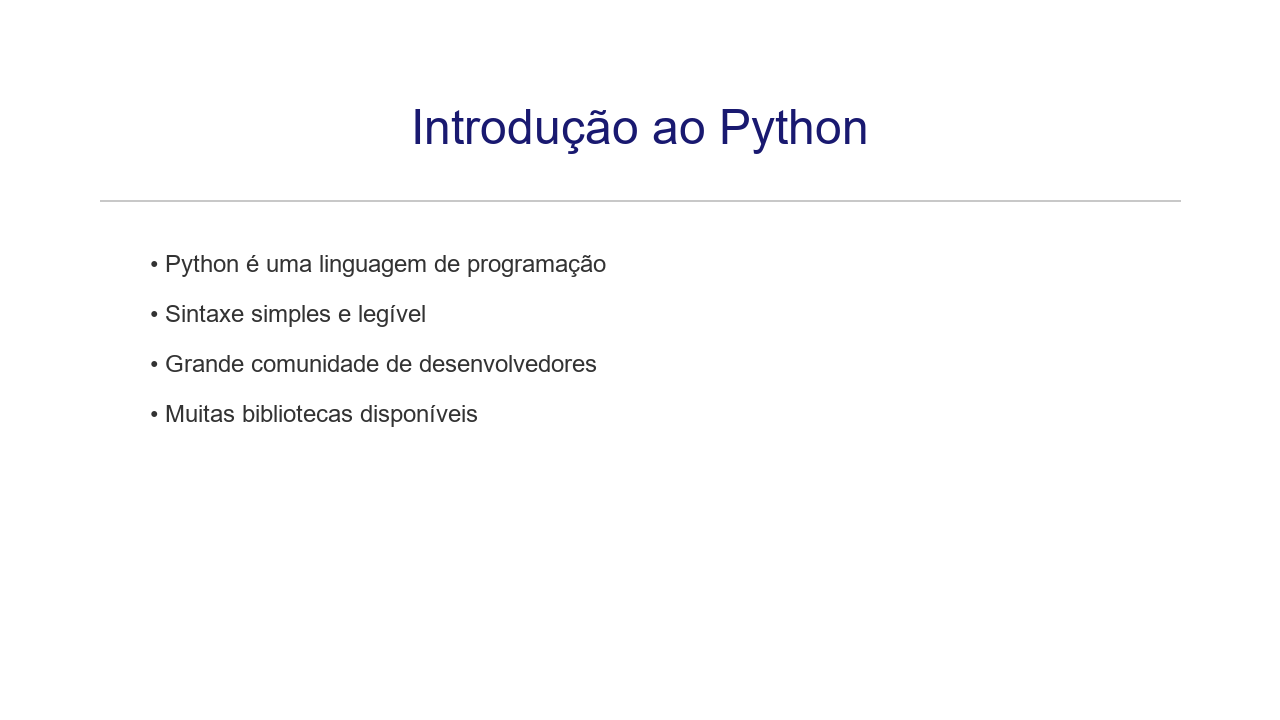 Introdução ao Python
• Python é uma linguagem de programação
• Sintaxe simples e legível
• Grande comunidade de desenvolvedores
• Muitas bibliotecas disponíveis